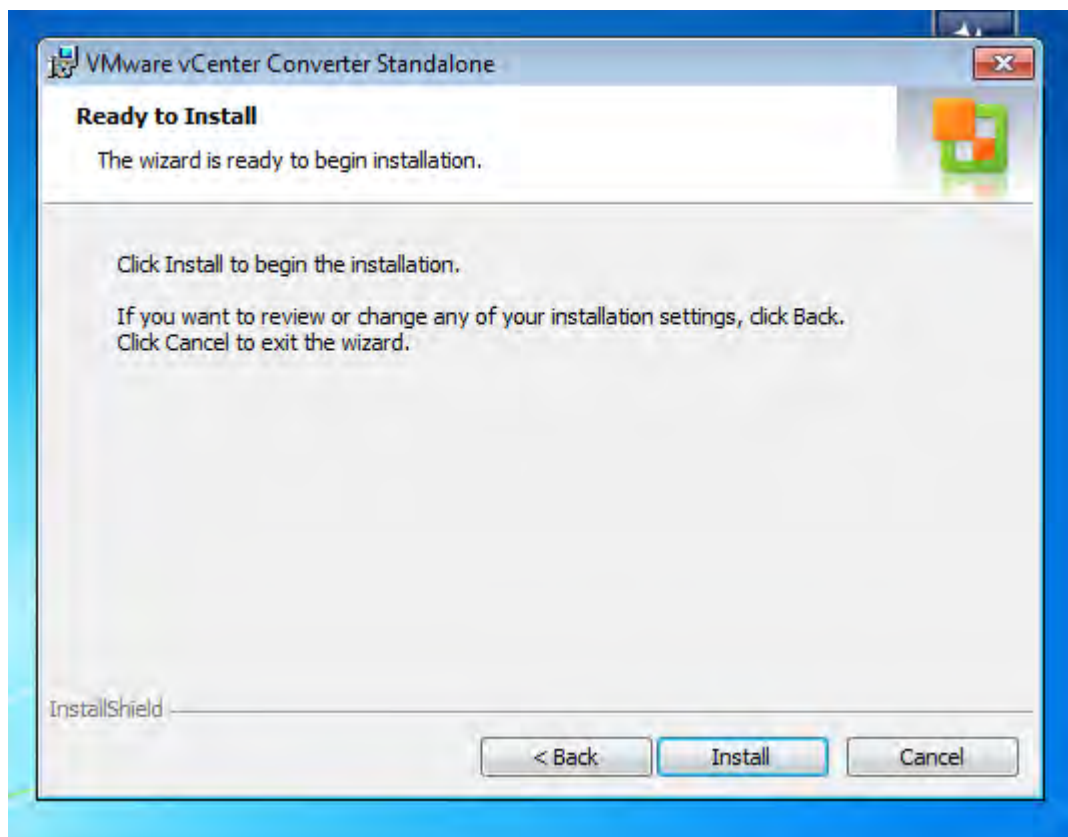 VMware vCenter Converter Standalone
Ready to Install
The wizard is ready to begin installation.
Click Install to begin the installation.
If you want to review or change any of your installation settings, click Back.
Click Cancel to exit the wizard.
InstallShield
< Back Install Cancel